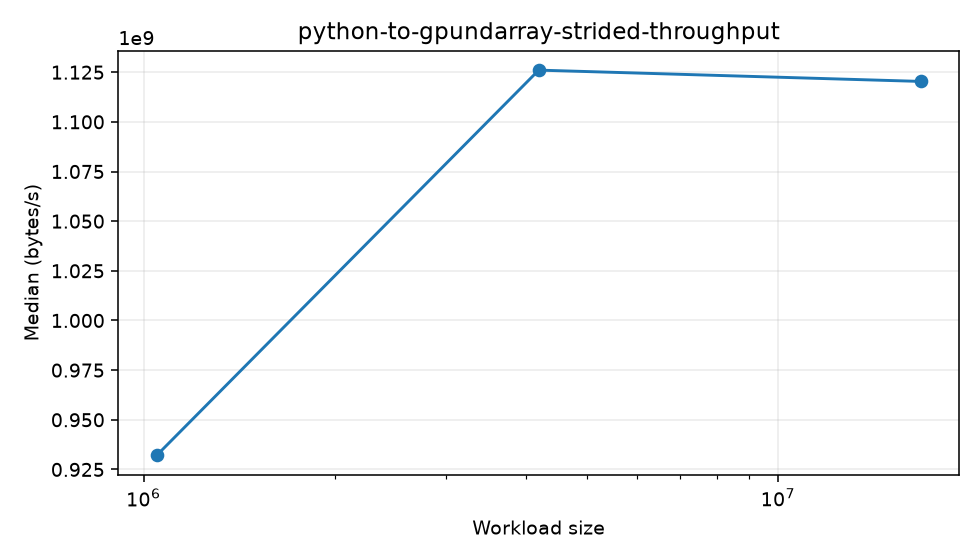 python-to-gpundarray-strided-throughput
1e9
1.125
1.100
1.075
1.050
1.025
1.000
0.975
0.950
0.925
Median (bytes/s)
10⁶
10⁷
Workload size